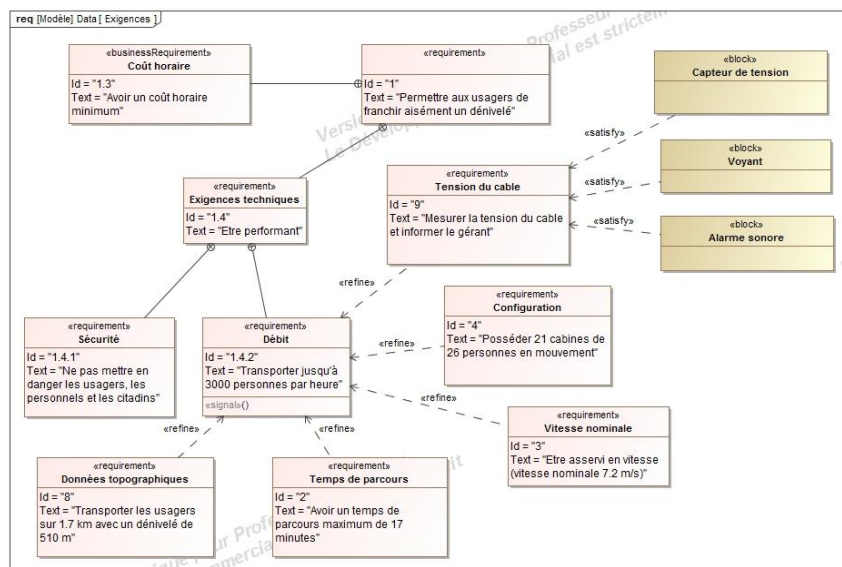 req [Modèle] Data [ Exigences ]
«businessRequirement»
Coût horaire
Id = "1.3"
Text = "Avoir un coût horaire
minimum"
«requirement»
Id = "1"
Text = "Permettre aux usagers de
franchir aisément un dénivelé"
«block»
Capteur de tension
«satisfy»
«block»
Voyant
«satisfy»
«block»
Alarme sonore
«satisfy»
«requirement»
Exigences techniques
Id = "1.4"
Text = "Etre performant"
«requirement»
Tension du cable
Id = "9"
Text = "Mesurer la tension du cable
et informer le gérant"
«refine»
«requirement»
Configuration
Id = "4"
Text = "Posséder 21 cabines de
26 personnes en mouvement"
«refine»
«requirement»
Sécurité
Id = "1.4.1"
Text = "Ne pas mettre en
danger les usagers, les
personnels et les citadins"
«requirement»
Débit
Id = "1.4.2"
Text = "Transporter jusqu'à
3000 personnes par heure"
«signal»()
«refine»
«requirement»
Vitesse nominale
Id = "3"
Text = "Etre asservi en vitesse
(vitesse nominale 7.2 m/s)"
«refine»
«refine»
«requirement»
Données topographiques
Id = "8"
Text = "Transporter les usagers
sur 1.7 km avec un dénivelé de
510 m"
«requirement»
Temps de parcours
Id = "2"
Text = "Avoir un temps de
parcours maximum de 17
minutes"